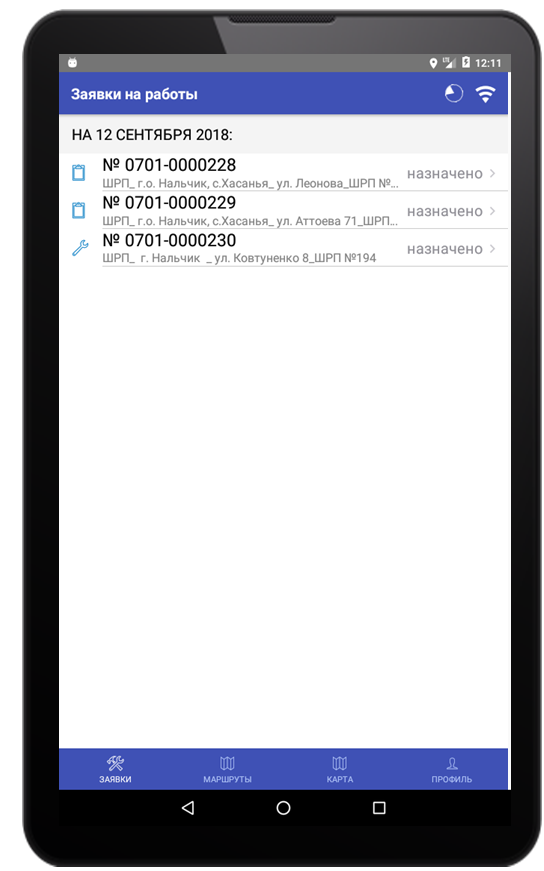 LTE 12:11
Заявки на работы
НА 12 СЕНТЯБРЯ 2018:
№ 0701-0000228
ШРП_ г.о. Нальчик, с.Хасанья_ ул. Леонова_ШРП №...
назначено
№ 0701-0000229
ШРП_ г.о. Нальчик, с.Хасанья_ ул. Аттоева 71_ШРП...
назначено
№ 0701-0000230
ШРП_ г. Нальчик _ ул. Ковтуненко 8_ШРП №194
назначено
ЗАЯВКИ
МАРШРУТЫ
КАРТА
ПРОФИЛЬ